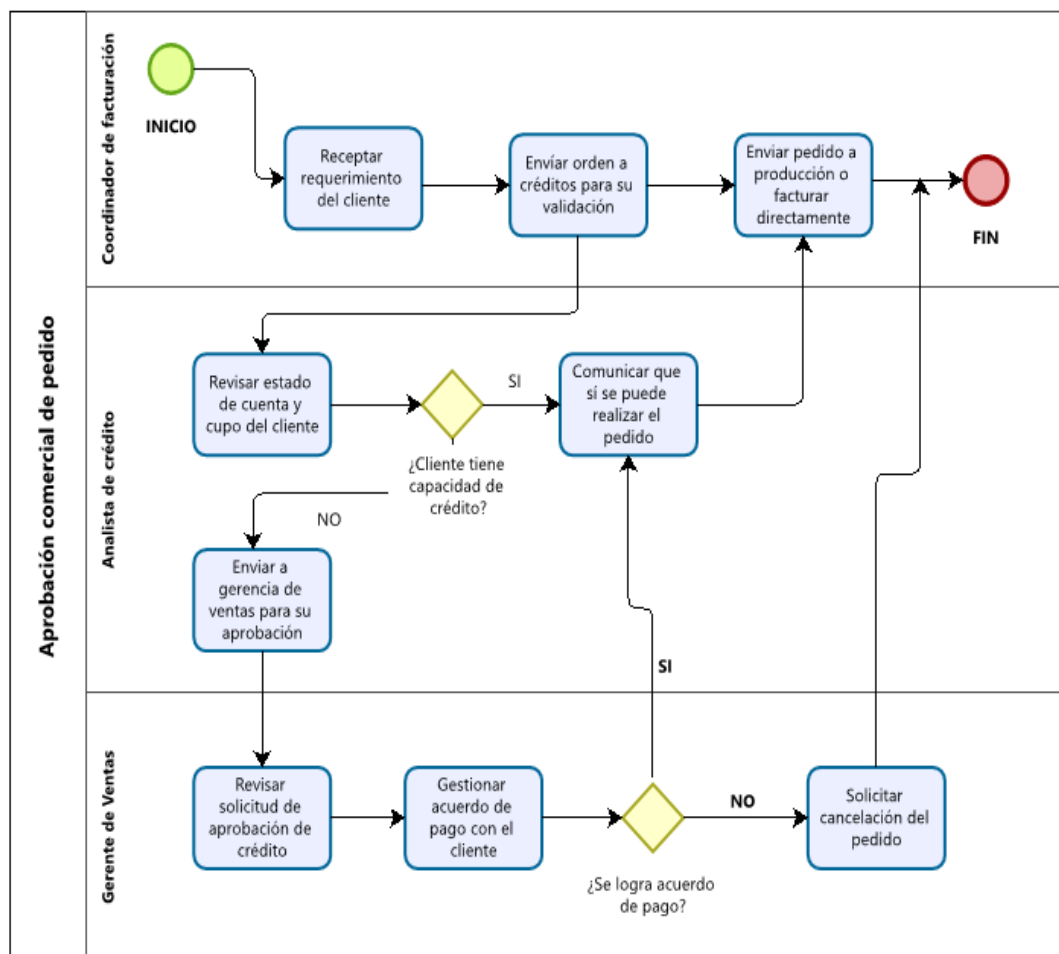 Aprobación comercial de pedido
Coordinador de facturación
INICIO
Receptar
requerimiento
del cliente
Envíar orden a
créditos para su
validación
Enviar pedido a
producción o
facturar
directamente
FIN
Analista de crédito
Revisar estado
de cuenta y
cupo del cliente
SI
¿Cliente tiene
capacidad de
crédito?
Comunicar que
sí se puede
realizar el
pedido
NO
Enviar a
gerencia de
ventas para su
aprobación
SI
Gerente de Ventas
Revisar
solicitud de
aprobación de
crédito
Gestionar
acuerdo de
pago con el
cliente
¿Se logra acuerdo
de pago?
NO
Solicitar
cancelación del
pedido